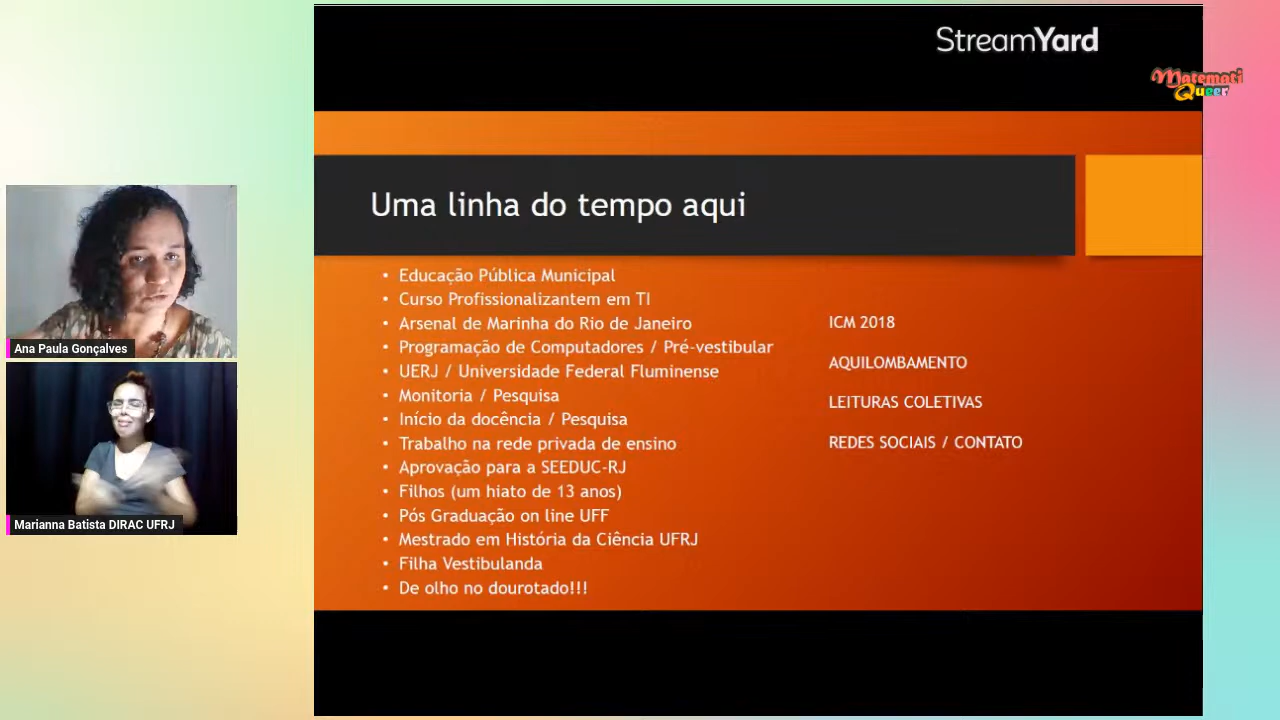 StreamYard
Matemati
Queer
Uma linha do tempo aqui
• Educação Pública Municipal
• Curso Profissionalizantem em TI
• Arsenal de Marinha do Rio de Janeiro
• Programação de Computadores / Pré-vestibular
• UERJ / Universidade Federal Fluminense
• Monitoria / Pesquisa
• Início da docência / Pesquisa
• Trabalho na rede privada de ensino
• Aprovação para a SEEDUC-RJ
• Filhos (um hiato de 13 anos)
• Pós Graduação on line UFF
• Mestrado em História da Ciência UFRJ
• Filha Vestibulanda
• De olho no dourotado!!!
ICM 2018
AQUILOMBAMENTO
LEITURAS COLETIVAS
REDES SOCIAIS / CONTATO
Ana Paula Gonçalves
Marianna Batista DIRAC UFRJ